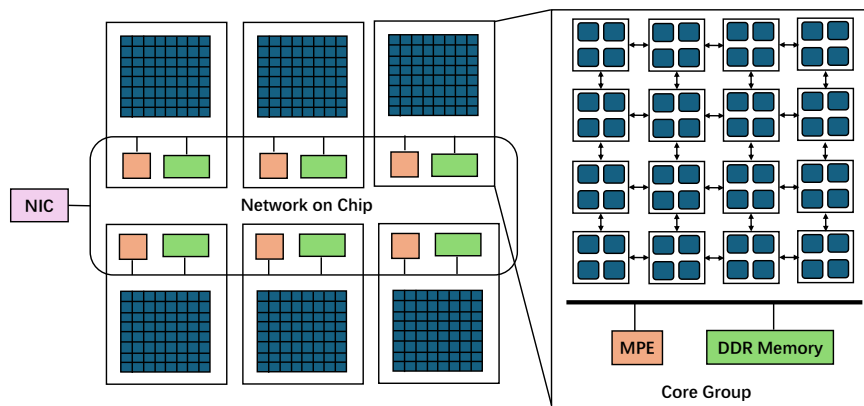 NIC
Network on Chip
MPE
DDR Memory
Core Group